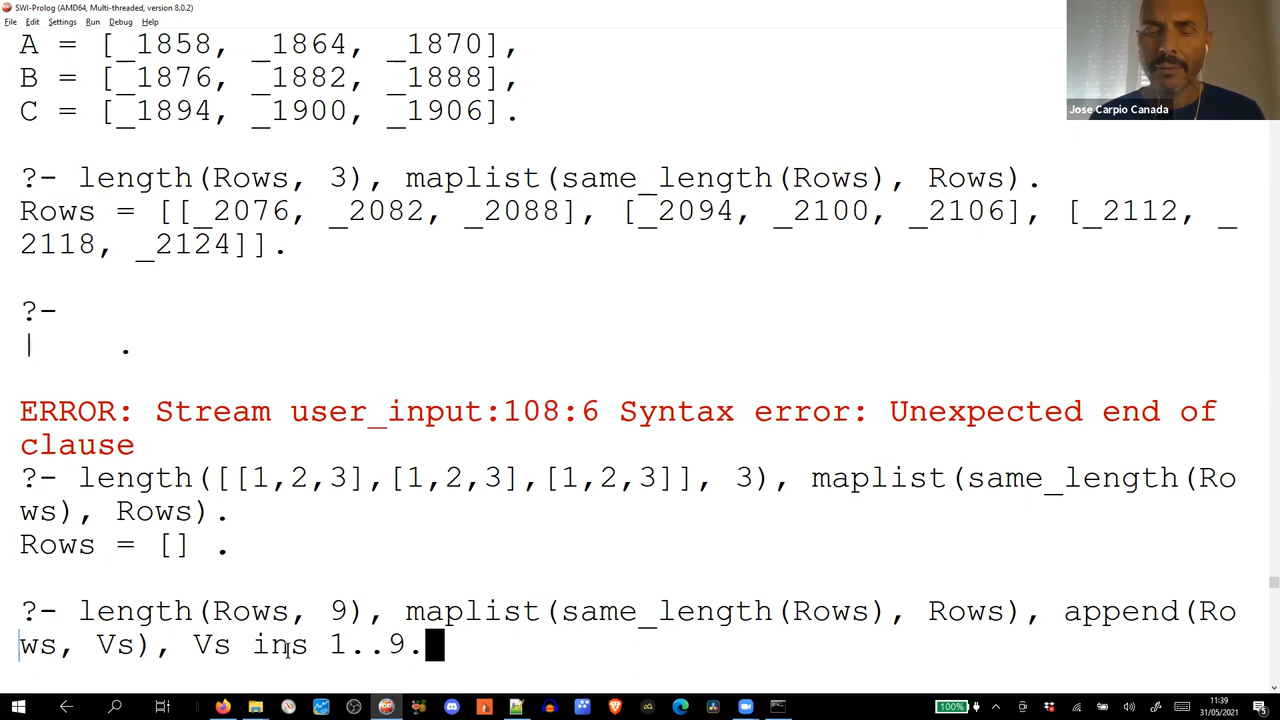 SWI-Prolog (AMD64, Multi-threaded, version 8.0.2)
File Edit Settings Run Debug Help
A = [_1858, _1864, _1870],
B = [_1876, _1882, _1888],
C = [_1894, _1900, _1906].
Jose Carpio Canada
?- length(Rows, 3), maplist(same_length(Rows), Rows).
Rows = [[_2076, _2082, _2088], [_2094, _2100, _2106], [_2112, _
2118, _2124]].
?-
| .
ERROR: Stream user_input:108:6 Syntax error: Unexpected end of
clause
?- length([[1,2,3],[1,2,3],[1,2,3]], 3), maplist(same_length(Ro
ws), Rows).
Rows = [] .
?- length(Rows, 9), maplist(same_length(Rows), Rows), append(Ro
ws, Vs), Vs ins 1..9.
100%
11:39
31/05/2021